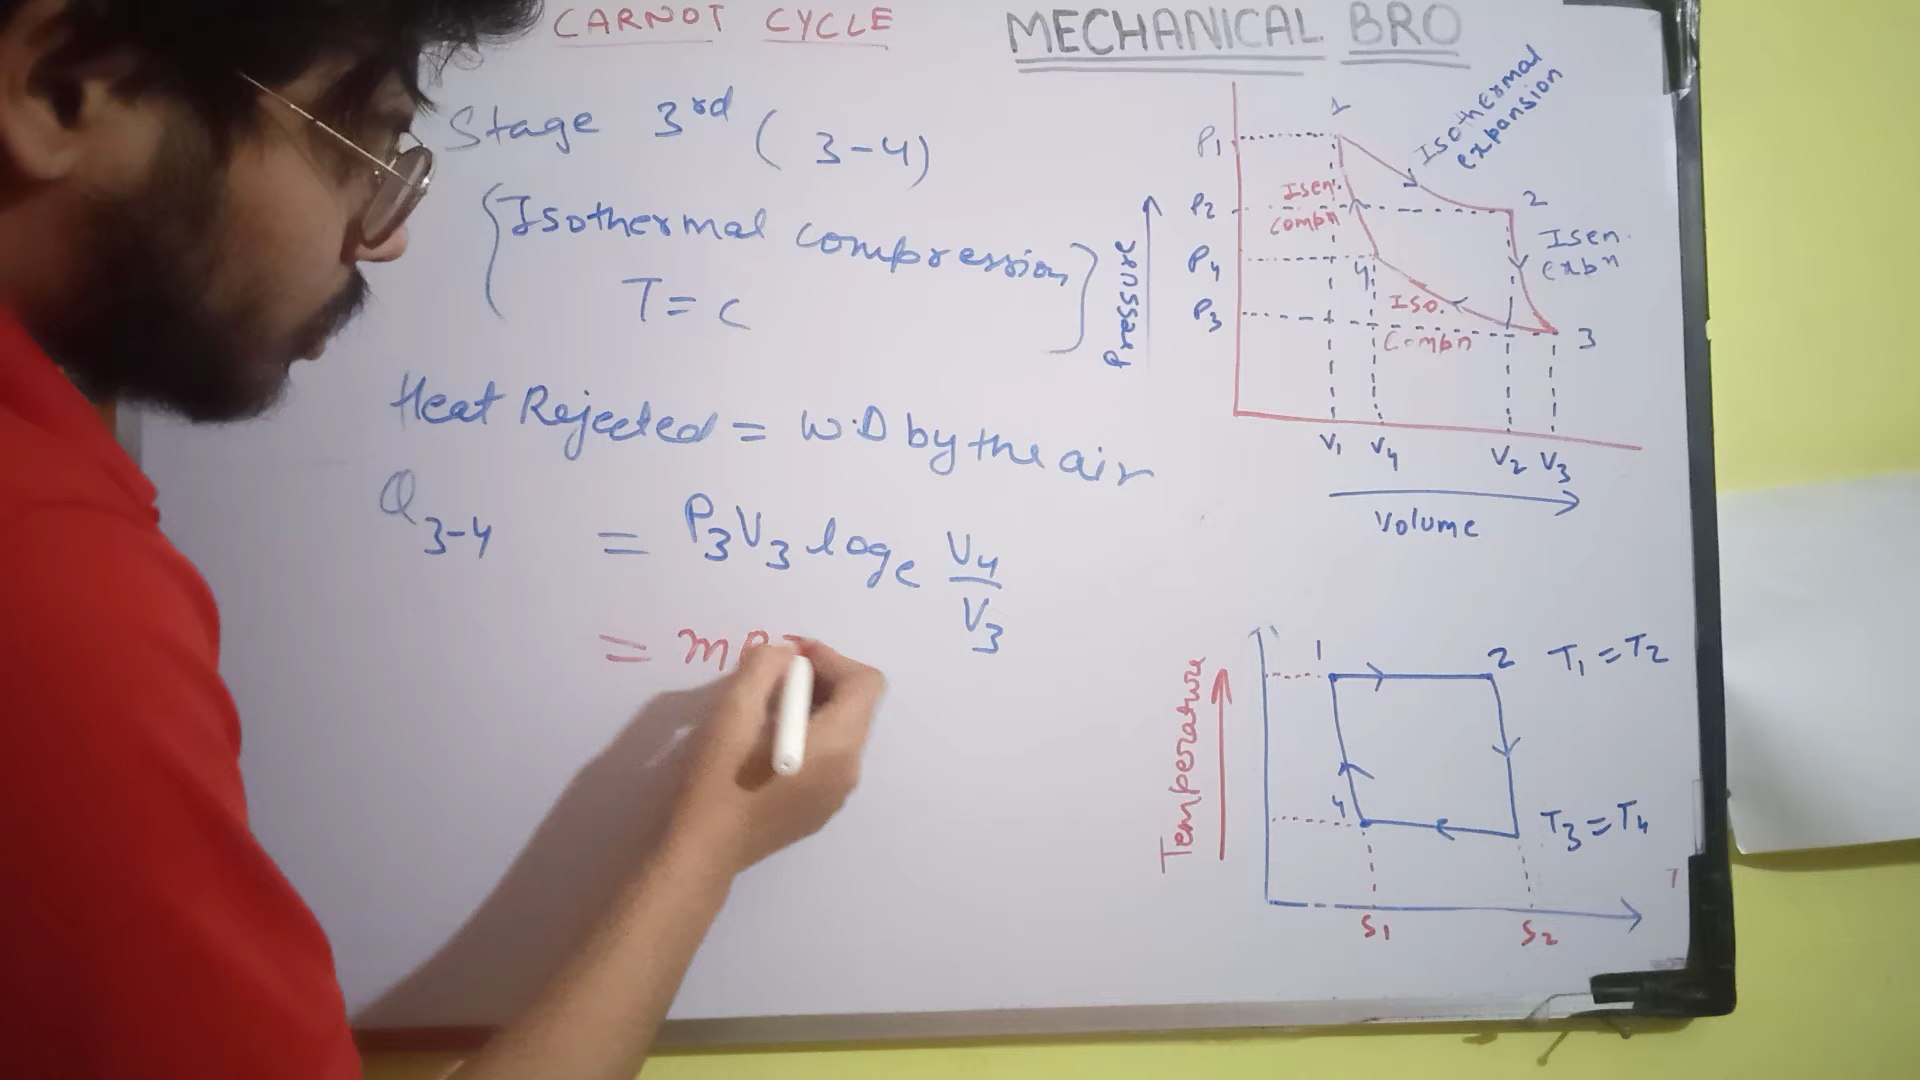 CARNOT CYCLE
MECHANICAL BRO
Stage 3rd ( 3-4)
{Isothermal compression}
T = C
Heat Rejected = W.D by the air
Q3-4 = P3V3 loge V4/V3
= m
Pressure
P1
P2
P4
P3
1
2
3
4
Isothermal
expansion
Isen.
expn
Iso.
Compn
Isen.
compn
V1 V4 V2 V3
Volume
Temperature
1
2
4
T1 = T2
T3 = T4
S1
S2